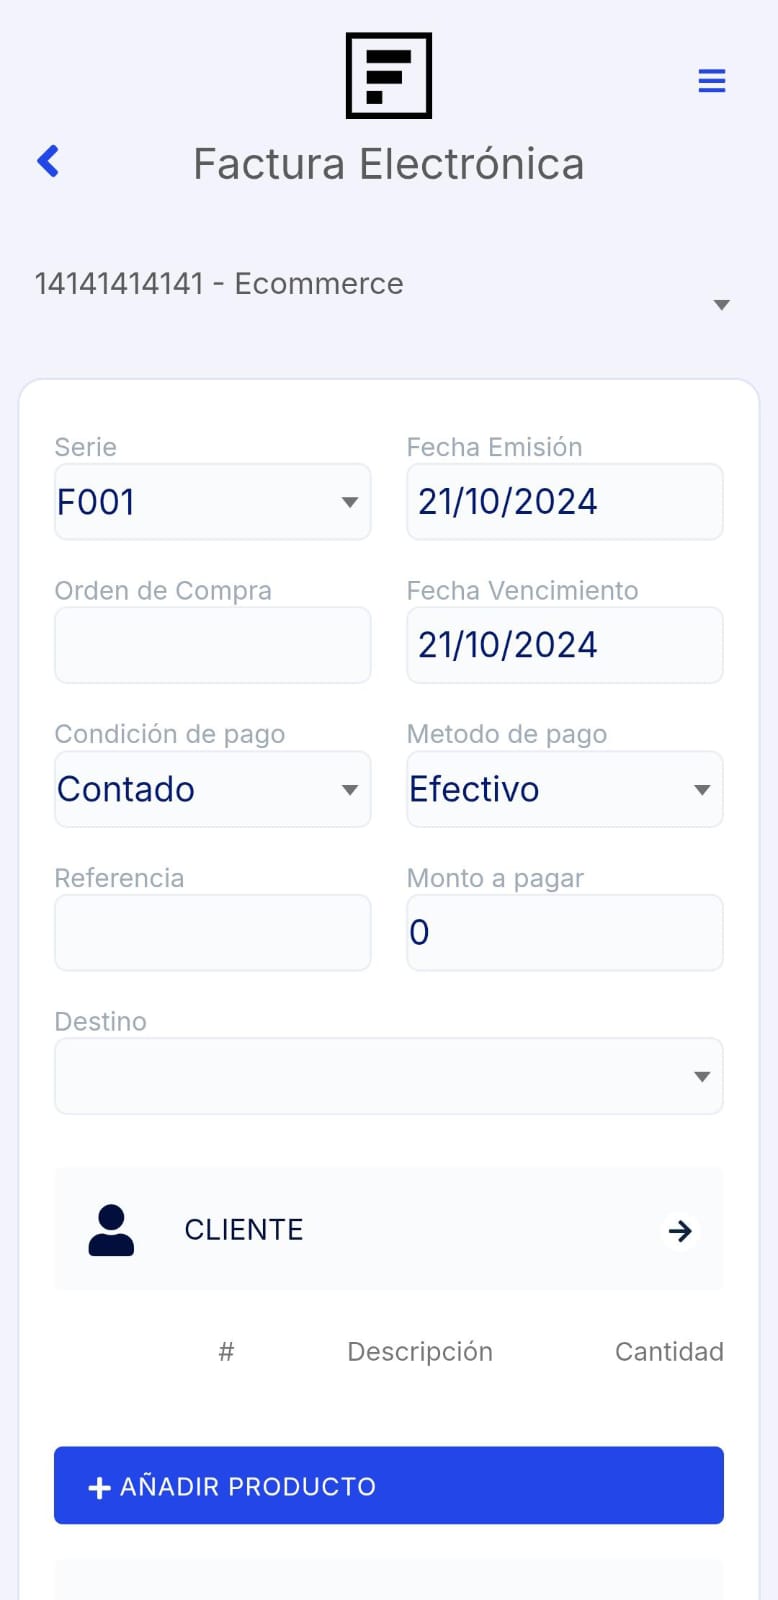 Factura Electrónica
14141414141 - Ecommerce
Serie
Fecha Emisión
F001
21/10/2024
Orden de Compra
Fecha Vencimiento
21/10/2024
Condición de pago
Metodo de pago
Contado
Efectivo
Referencia
Monto a pagar
0
Destino
CLIENTE
# Descripción Cantidad
+ AÑADIR PRODUCTO